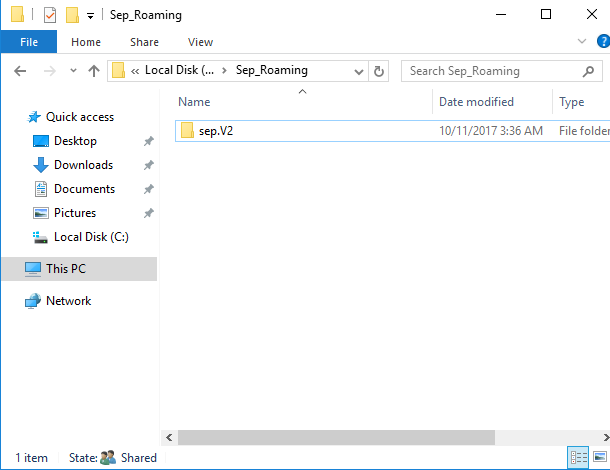 Sep_Roaming
File Home Share View
« Local Disk (... > Sep_Roaming
Search Sep_Roaming
Name Date modified Type
Quick access
Desktop
Downloads
Documents
Pictures
Local Disk (C:)
This PC
Network
sep.V2 10/11/2017 3:36 AM File folder
1 item State: Shared